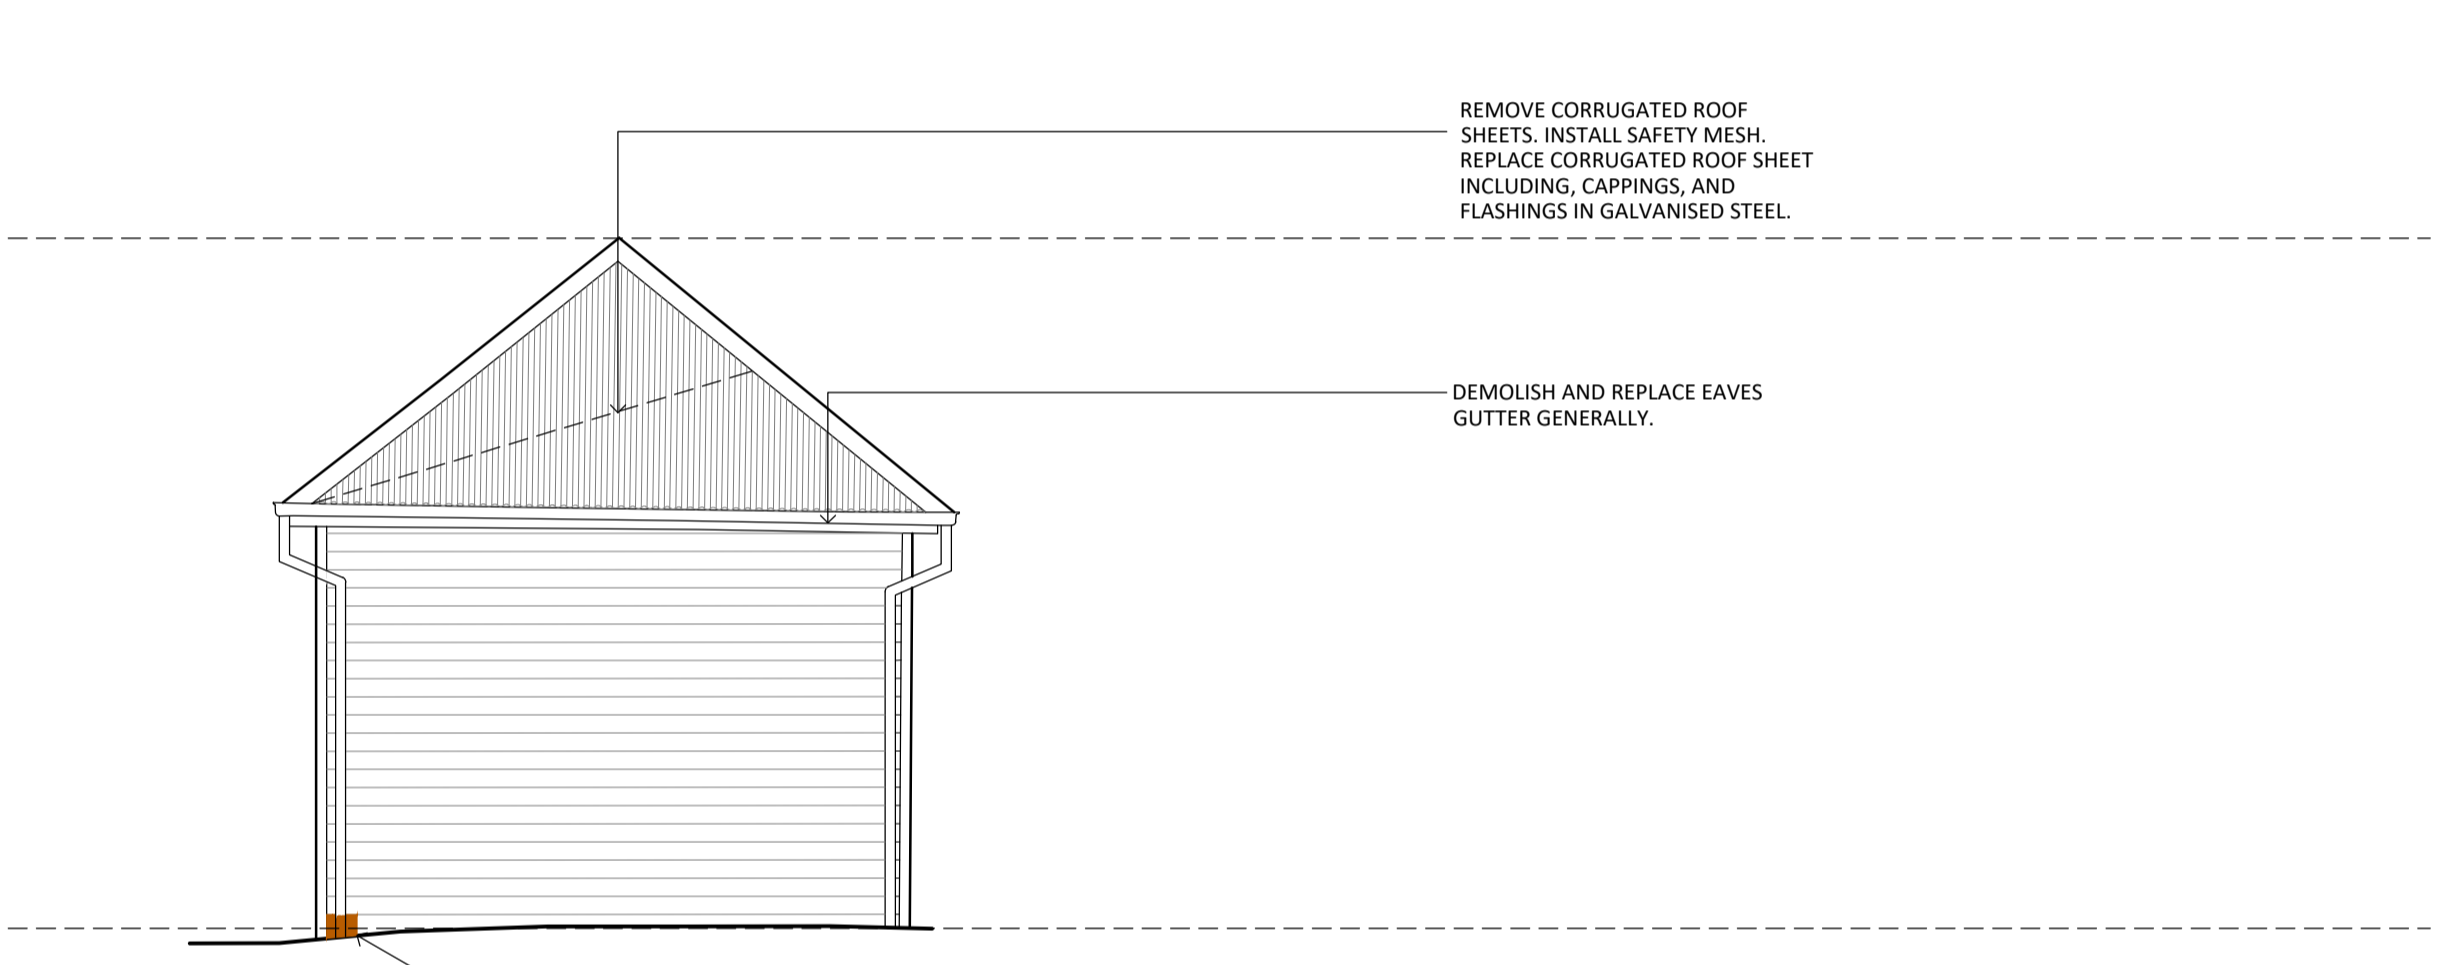 REMOVE CORRUGATED ROOF
SHEETS. INSTALL SAFETY MESH.
REPLACE CORRUGATED ROOF SHEET
INCLUDING, CAPPINGS, AND
FLASHINGS IN GALVANISED STEEL.
DEMOLISH AND REPLACE EAVES
GUTTER GENERALLY.